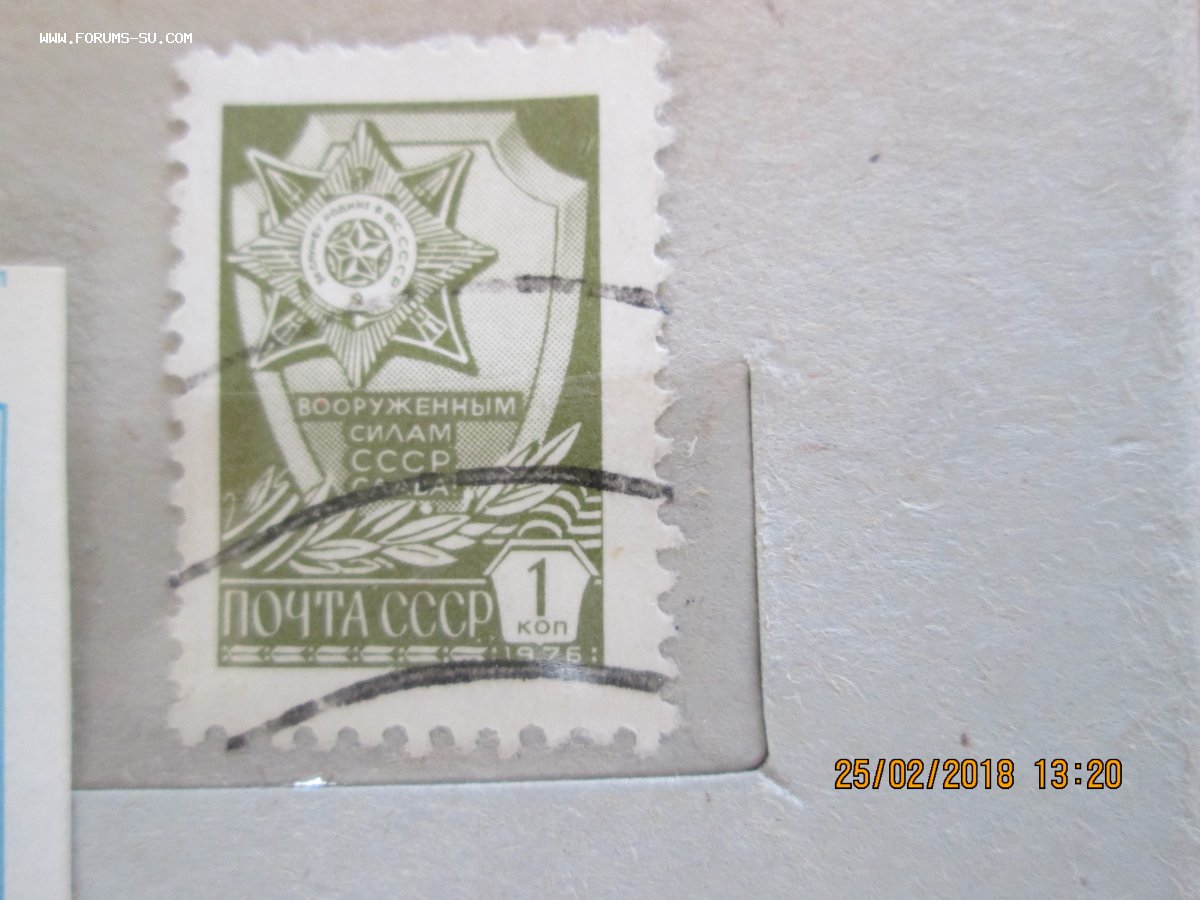 www.forums-su.com
ВООРУЖЕННЫМ
СИЛАМ
СССР
ПОЧТА СССР
1
КОП
1976
25/02/2018 13:20